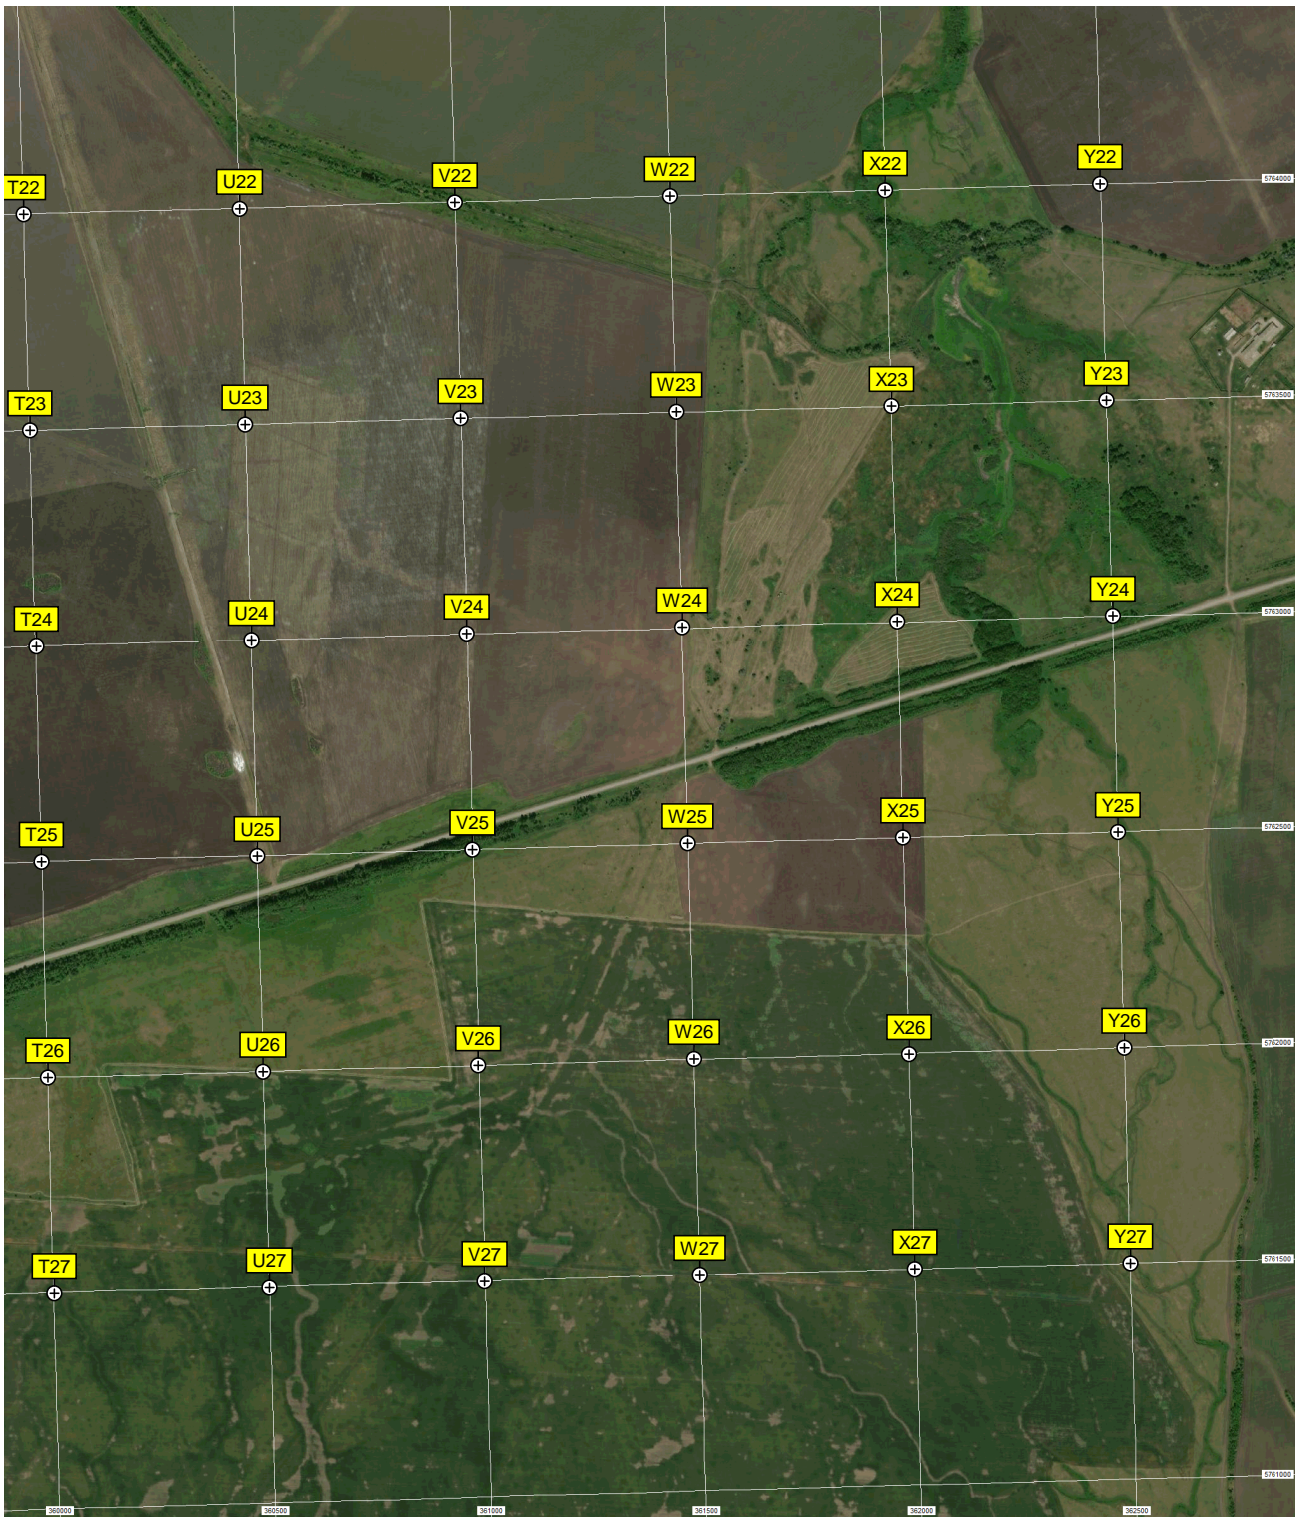 T22 U22 V22 W22 X22 Y22
5764000
T23 U23 V23 W23 X23 Y23
5763500
T24 U24 V24 W24 X24 Y24
5763000
T25 U25 V25 W25 X25 Y25
5762500
T26 U26 V26 W26 X26 Y26
5762000
T27 U27 V27 W27 X27 Y27
5761500
5761000
360000 360500 361000 361500 362000 362500